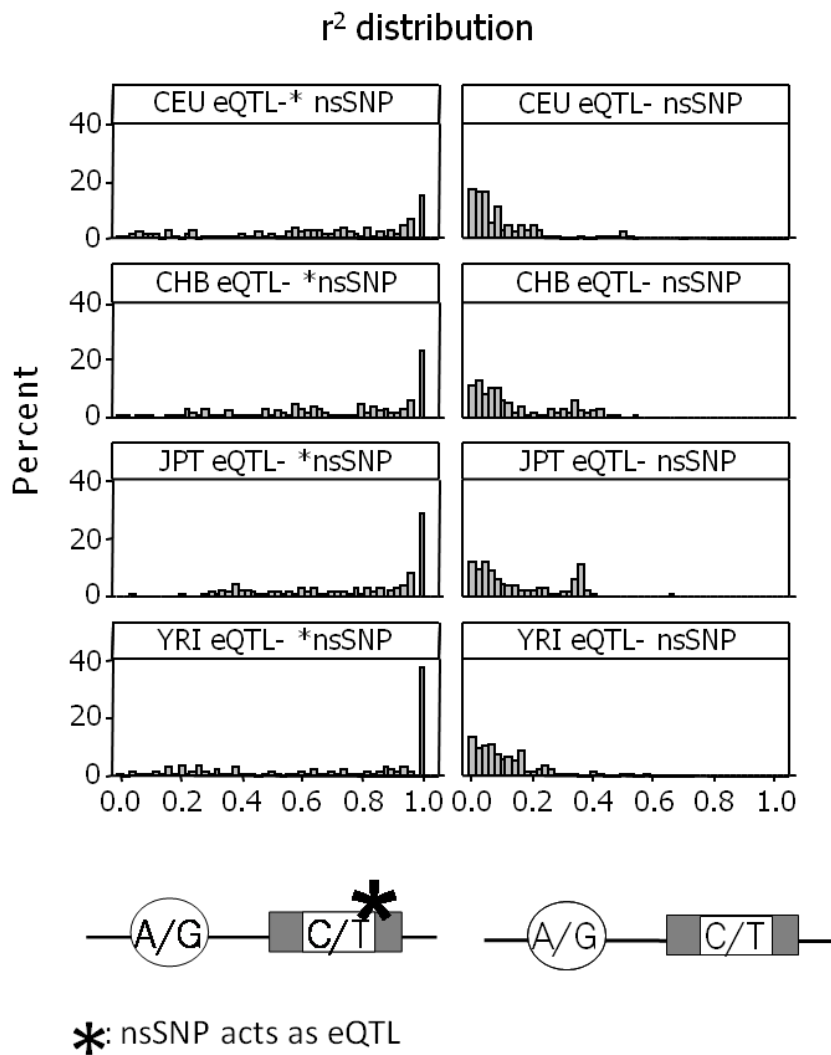 r² distribution
CEU eQTL-* nsSNP
CEU eQTL- nsSNP
40
20
0
CHB eQTL- *nsSNP
CHB eQTL- nsSNP
40
20
0
JPT eQTL- *nsSNP
JPT eQTL- nsSNP
40
20
0
YRI eQTL- *nsSNP
YRI eQTL- nsSNP
40
20
0
Percent
0.0 0.2 0.4 0.6 0.8 1.0 0.0 0.2 0.4 0.6 0.8 1.0
A/G C/T * A/G C/T
*: nsSNP acts as eQTL